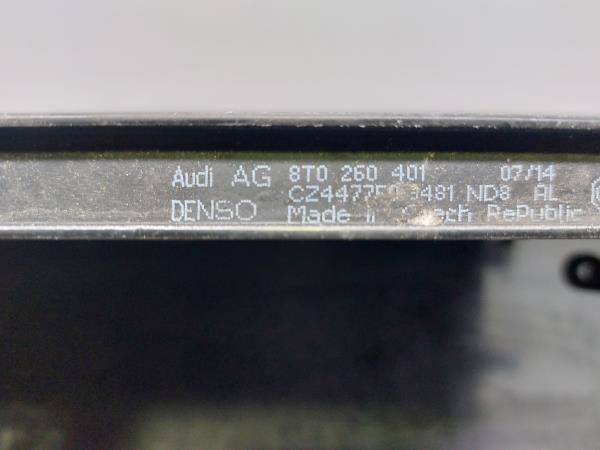 Audi AG 8T0 260 401 07/14
ND8 AL
DENSO Made Republic